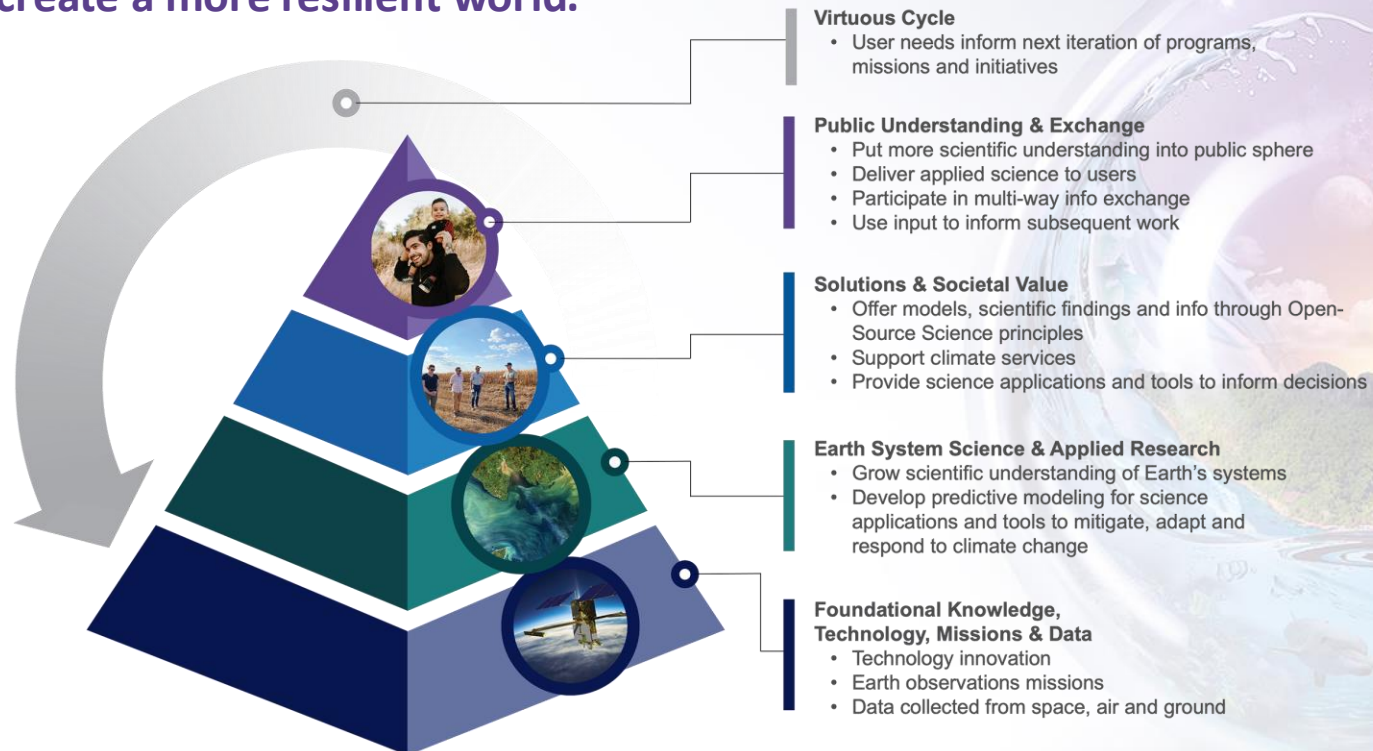 create a more resilient world.
Virtuous Cycle
• User needs inform next iteration of programs,
missions and initiatives
Public Understanding & Exchange
• Put more scientific understanding into public sphere
• Deliver applied science to users
• Participate in multi-way info exchange
• Use input to inform subsequent work
Solutions & Societal Value
• Offer models, scientific findings and info through Open-
Source Science principles
• Support climate services
• Provide science applications and tools to inform decisions
Earth System Science & Applied Research
• Grow scientific understanding of Earth's systems
• Develop predictive modeling for science
applications and tools to mitigate, adapt and
respond to climate change
Foundational Knowledge,
Technology, Missions & Data
• Technology innovation
• Earth observations missions
• Data collected from space, air and ground